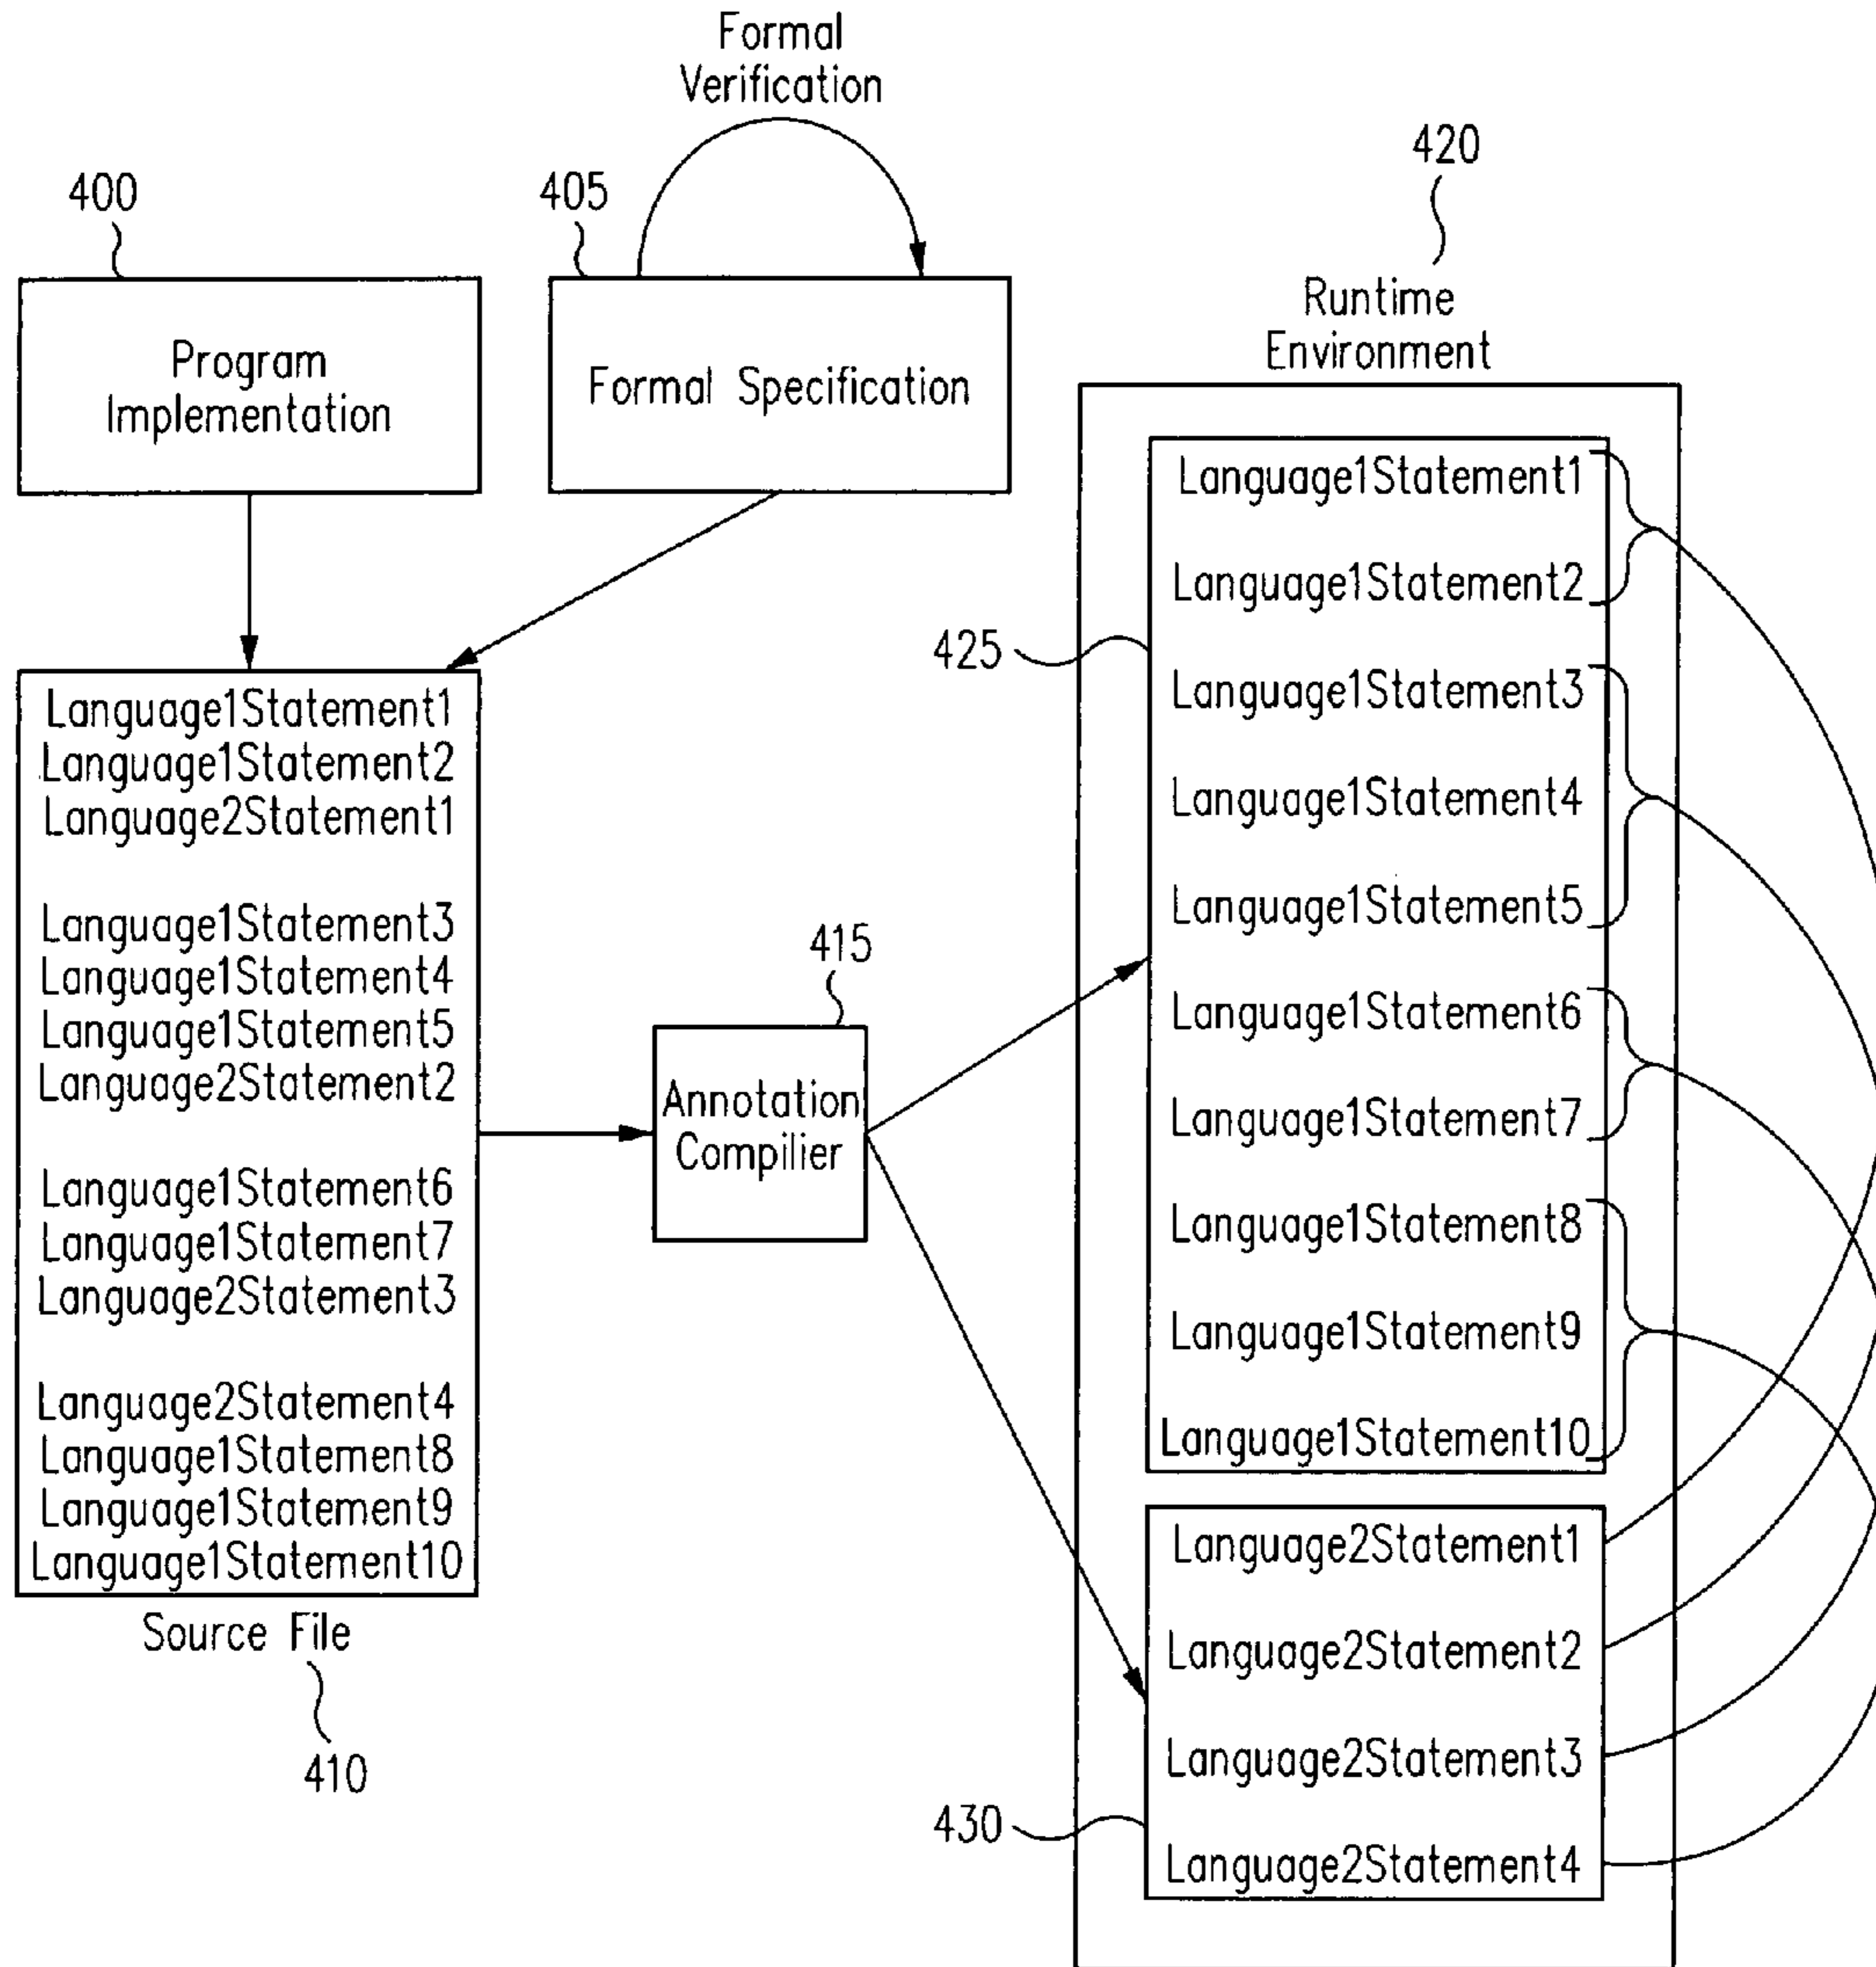 Formal
Verification
400
405
420
Program
Implementation
Formal Specification
Runtime
Environment
Language1Statement1
Language1Statement2
Language2Statement1
Language1Statement3
Language1Statement4
Language1Statement5
Language2Statement2
Language1Statement6
Language1Statement7
Language2Statement3
Language2Statement4
Language1Statement8
Language1Statement9
Language1Statement10
Source File
410
415
Annotation
Compilier
425
Language1Statement1
Language1Statement2
Language1Statement3
Language1Statement4
Language1Statement5
Language1Statement6
Language1Statement7
Language1Statement8
Language1Statement9
Language1Statement10
Language2Statement1
Language2Statement2
Language2Statement3
430
Language2Statement4